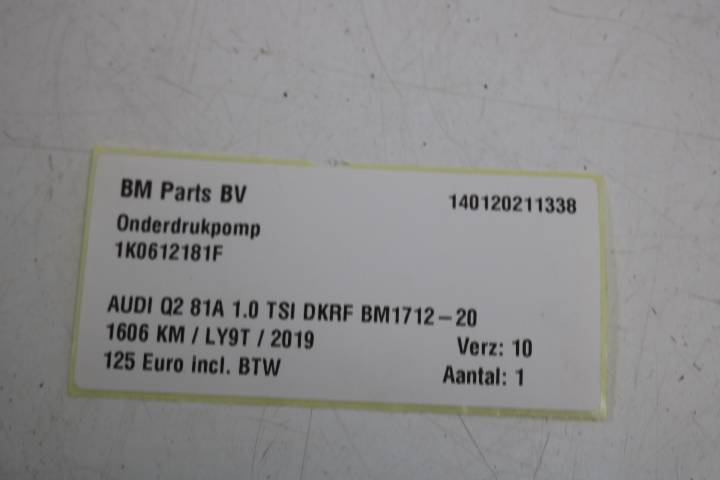 BM Parts BV 140120211338
Onderdrukpomp
1K0612181F
AUDI Q2 81A 1.0 TSI DKRF BM1712-20
1606 KM / LY9T / 2019 Verz: 10
125 Euro incl. BTW Aantal: 1